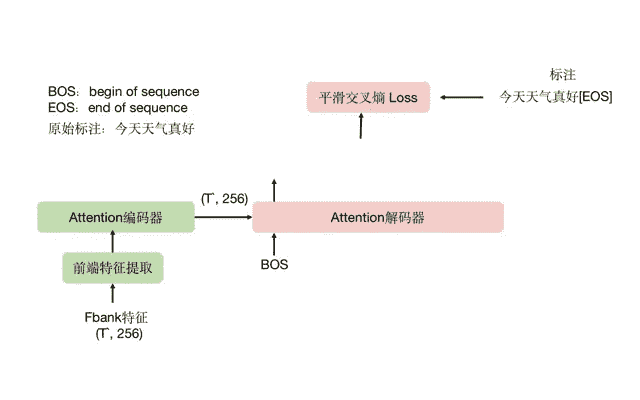 BOS：begin of sequence
EOS：end of sequence
原始标注：今天天气真好
平滑交叉熵 Loss
标注
今天天气真好[EOS]
Attention编码器
(T', 256)
Attention解码器
前端特征提取
BOS
Fbank特征
(T', 256)